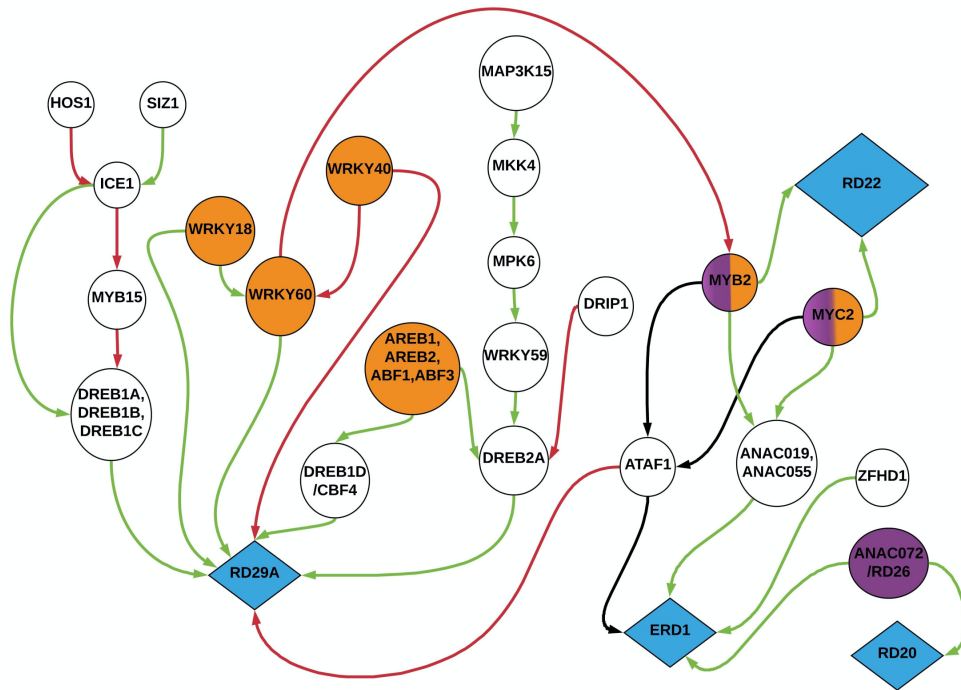 MAP3K15
HOS1
SIZ1
MKK4
WRKY40
ICE1
RD22
WRKY18
MPK6
WRKY60
MYB2
MYB15
DRIP1
MYC2
AREB1,
AREB2,
ABF1,ABF3
WRKY59
DREB1A,
DREB1B,
DREB1C
DREB1D
/CBF4
DREB2A
ATAF1
ANAC019,
ANAC055
ZFHD1
RD29A
ANAC072
/RD26
ERD1
RD20